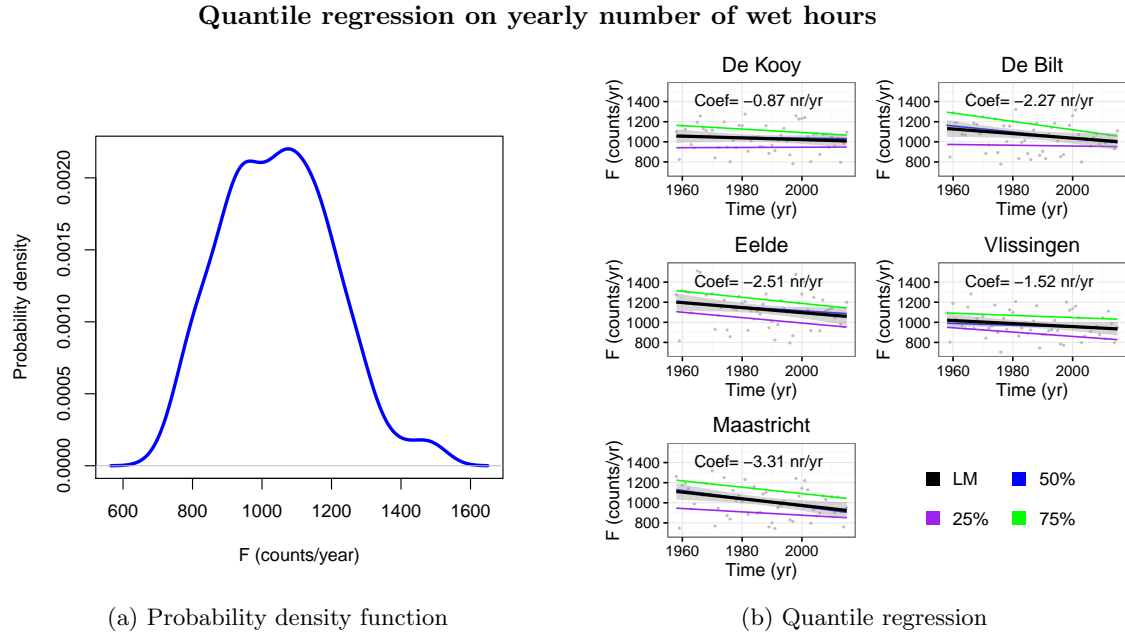 Quantile regression on yearly number of wet hours
Probability density
0.0000 0.0005 0.0010 0.0015 0.0020
600 800 1000 1200 1400 1600
F (counts/year)
(a) Probability density function
De Kooy
Coef= −0.87 nr/yr
F (counts/yr)
1400
1200
1000
800
1960 1980 2000
Time (yr)
De Bilt
Coef= −2.27 nr/yr
F (counts/yr)
1400
1200
1000
800
1960 1980 2000
Time (yr)
Eelde
Coef= −2.51 nr/yr
F (counts/yr)
1400
1200
1000
800
1960 1980 2000
Time (yr)
Vlissingen
Coef= −1.52 nr/yr
F (counts/yr)
1400
1200
1000
800
1960 1980 2000
Time (yr)
Maastricht
Coef= −3.31 nr/yr
F (counts/yr)
1400
1200
1000
800
1960 1980 2000
Time (yr)
LM 50%
25% 75%
(b) Quantile regression